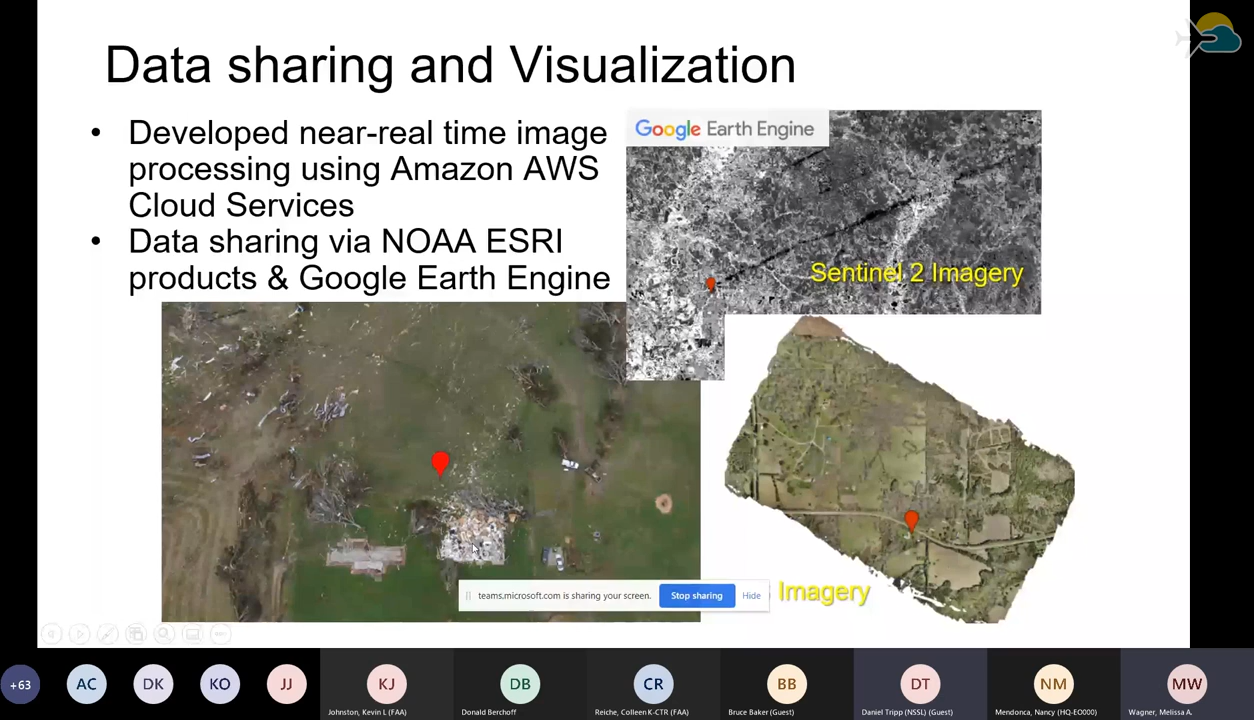 Data sharing and Visualization
• Developed near-real time image
processing using Amazon AWS
Cloud Services
• Data sharing via NOAA ESRI
products & Google Earth Engine
Google Earth Engine
Sentinel 2 Imagery
Imagery
teams.microsoft.com is sharing your screen.
Stop sharing
Hide
+63
AC
DK
KO
JJ
KJ
DB
CR
BB
DT
NM
MW
Johnston, Kevin L (FAA)
Donald Berchoff
Reiche, Colleen K-CTR (FAA)
Bruce Baker (Guest)
Daniel Tripp (NSSL) (Guest)
Mendonca, Nancy (HQ-EO000)
Wagner, Melissa A.